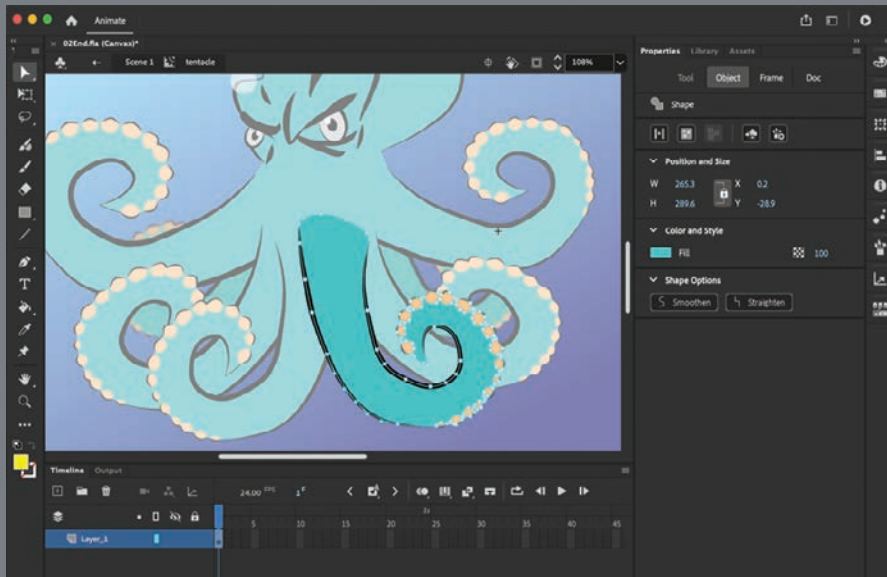 Animate
× 02End.fla (Canvas)*
Scene 1 tentacle 108%
Properties Library Assets
Tool Object Frame Doc
Shape
Position and Size
W 265.3 X 0.2
H 289.6 Y -28.9
Color and Style
Fill 100
Shape Options
Smoothen Straighten
T
Timeline Output
24.00 FPS 1 F
1s
5 10 15 20 25 30 35 40 45
Layer_1